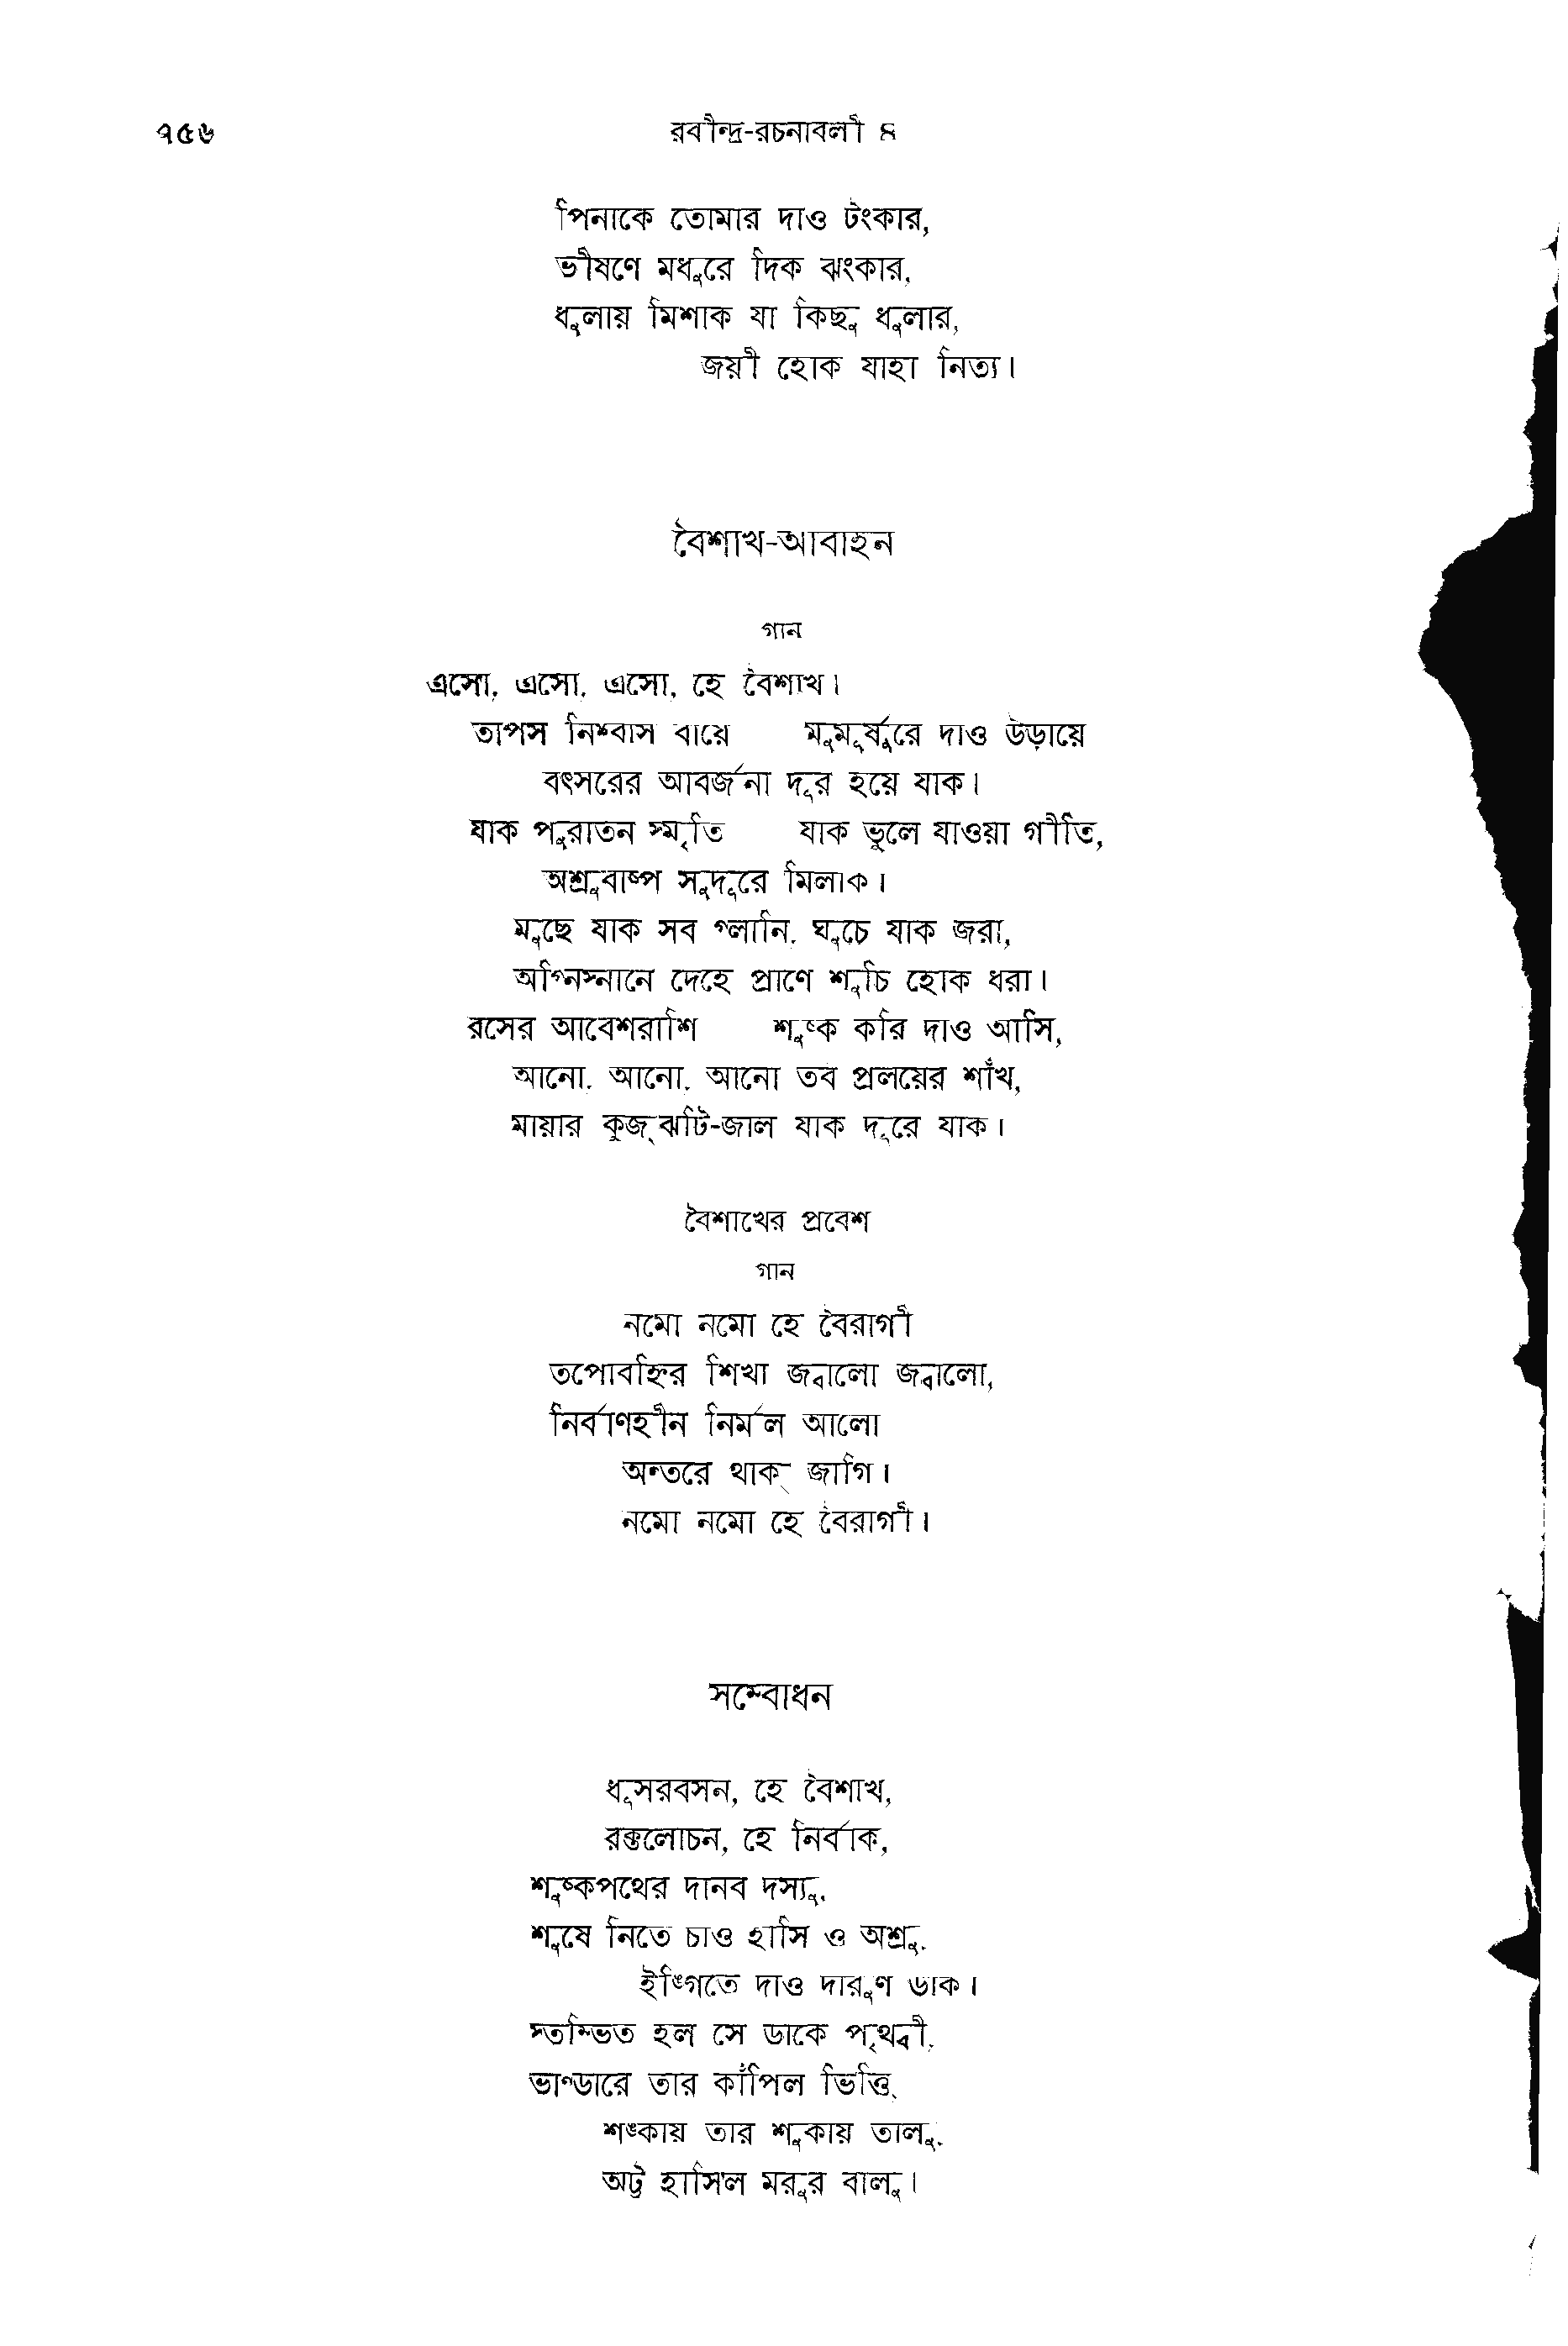 ৭৫৬ রবীন্দ্র-রচনাবলী ৪
পিনাকে তোমার দাও টংকার,
ভীষণে মধুরে দিক ঝংকার,
ধুলায় মিশাক যা কিছু ধুলার,
জয়ী হোক যাহা নিত্য।
বৈশাখ-আবাহন
গান
এসো, এসো, এসো, হে বৈশাখ।
তাপস নিশ্বাস বায়ে মুমূর্ষুরে দাও উড়ায়ে
বৎসরের আবর্জনা দূর হয়ে যাক।
যাক পুরাতন স্মৃতি যাক ভুলে যাওয়া গীতি,
অশ্রুবাষ্প সুদূরে মিলাক।
মুছে যাক সব গ্লানি, ঘুচে যাক জরা,
অগ্নিস্নানে দেহে প্রাণে শুচি হোক ধরা।
রসের আবেশরাশি শুষ্ক করি দাও আসি,
আনো, আনো, আনো তব প্রলয়ের শাঁখ,
মায়ার কুজ্ঝটি-জাল যাক দূরে যাক।
বৈশাখের প্রবেশ
গান
নমো নমো হে বৈরাগী
তপোবহ্নির শিখা জ্বালো জ্বালো,
নির্বাণহীন নির্মল আলো
অন্তরে থাক্ জাগি।
নমো নমো হে বৈরাগী।
সম্বোধন
ধূসরবসন, হে বৈশাখ,
রক্তলোচন, হে নির্বাক,
শুষ্কপথের দানব দস্যু,
শুষে নিতে চাও হাসি ও অশ্রু,
ইঙ্গিতে দাও দারুণ ডাক।
স্তম্ভিত হল সে ডাকে পৃথ্বী,
ভাণ্ডারে তার কাঁপিল ভিত্তি,
শঙ্কায় তার শুকায় তালু,
অট্ট হাসিল মরুর বালু।